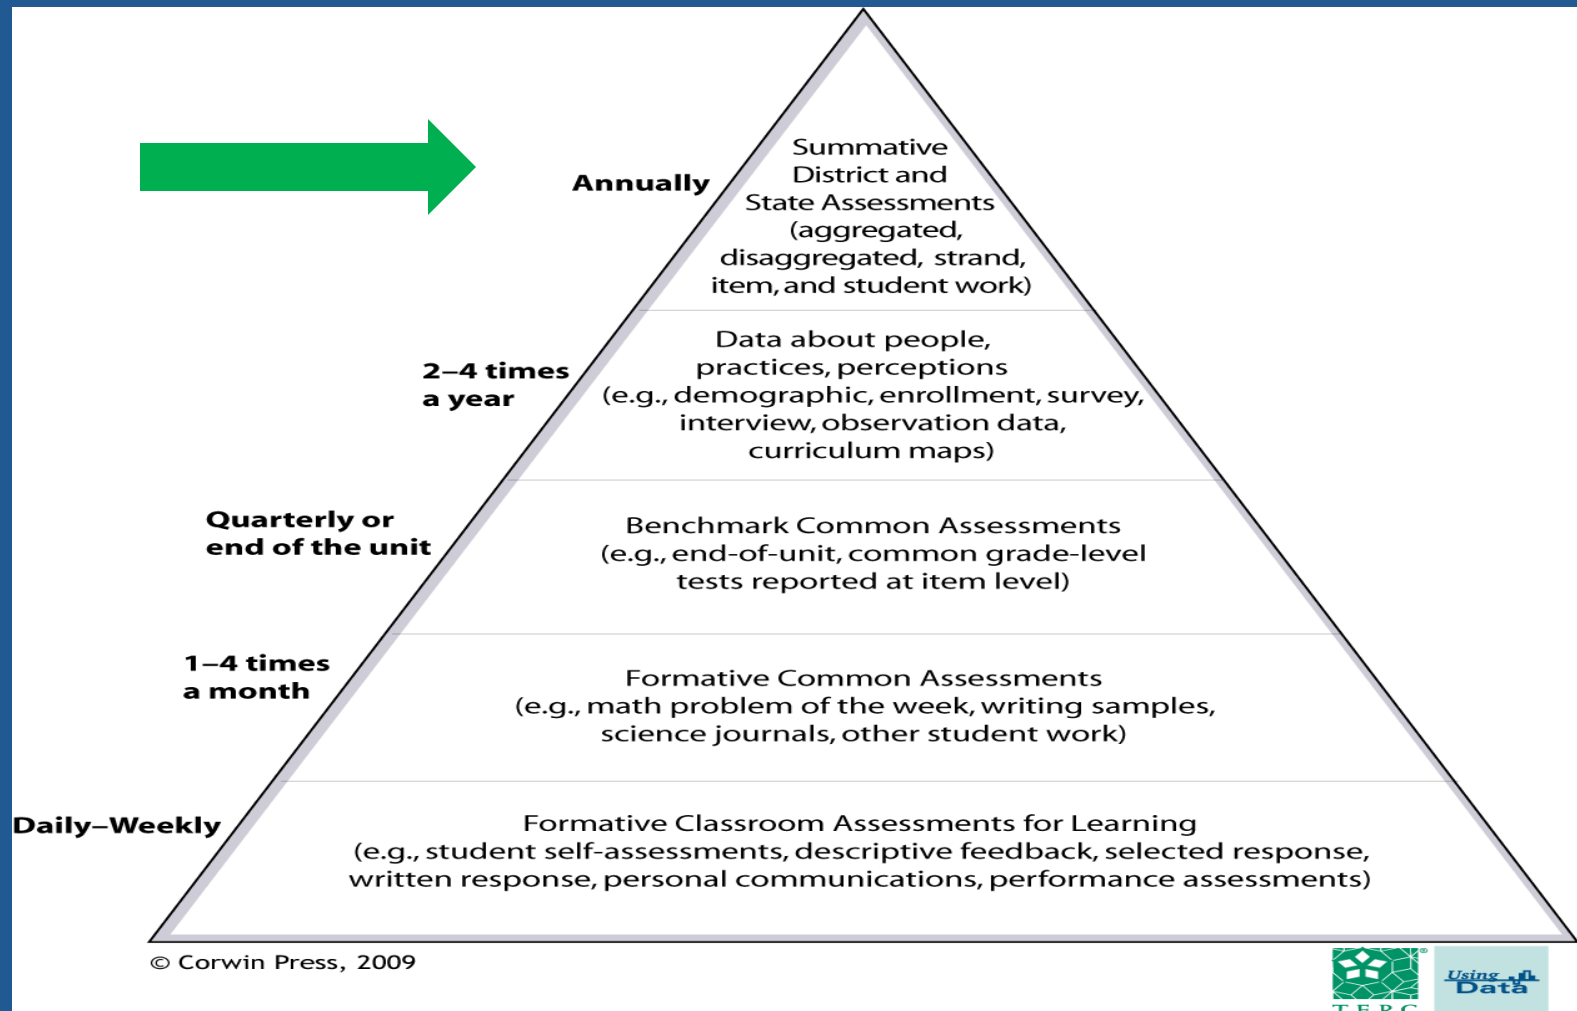 Annually
Summative
District and
State Assessments
(aggregated,
disaggregated, strand,
item, and student work)
2–4 times
a year
Data about people,
practices, perceptions
(e.g., demographic, enrollment, survey,
interview, observation data,
curriculum maps)
Quarterly or
end of the unit
Benchmark Common Assessments
(e.g., end-of-unit, common grade-level
tests reported at item level)
1–4 times
a month
Formative Common Assessments
(e.g., math problem of the week, writing samples,
science journals, other student work)
Daily–Weekly
Formative Classroom Assessments for Learning
(e.g., student self-assessments, descriptive feedback, selected response,
written response, personal communications, performance assessments)
© Corwin Press, 2009
®
TERC
Using
Data